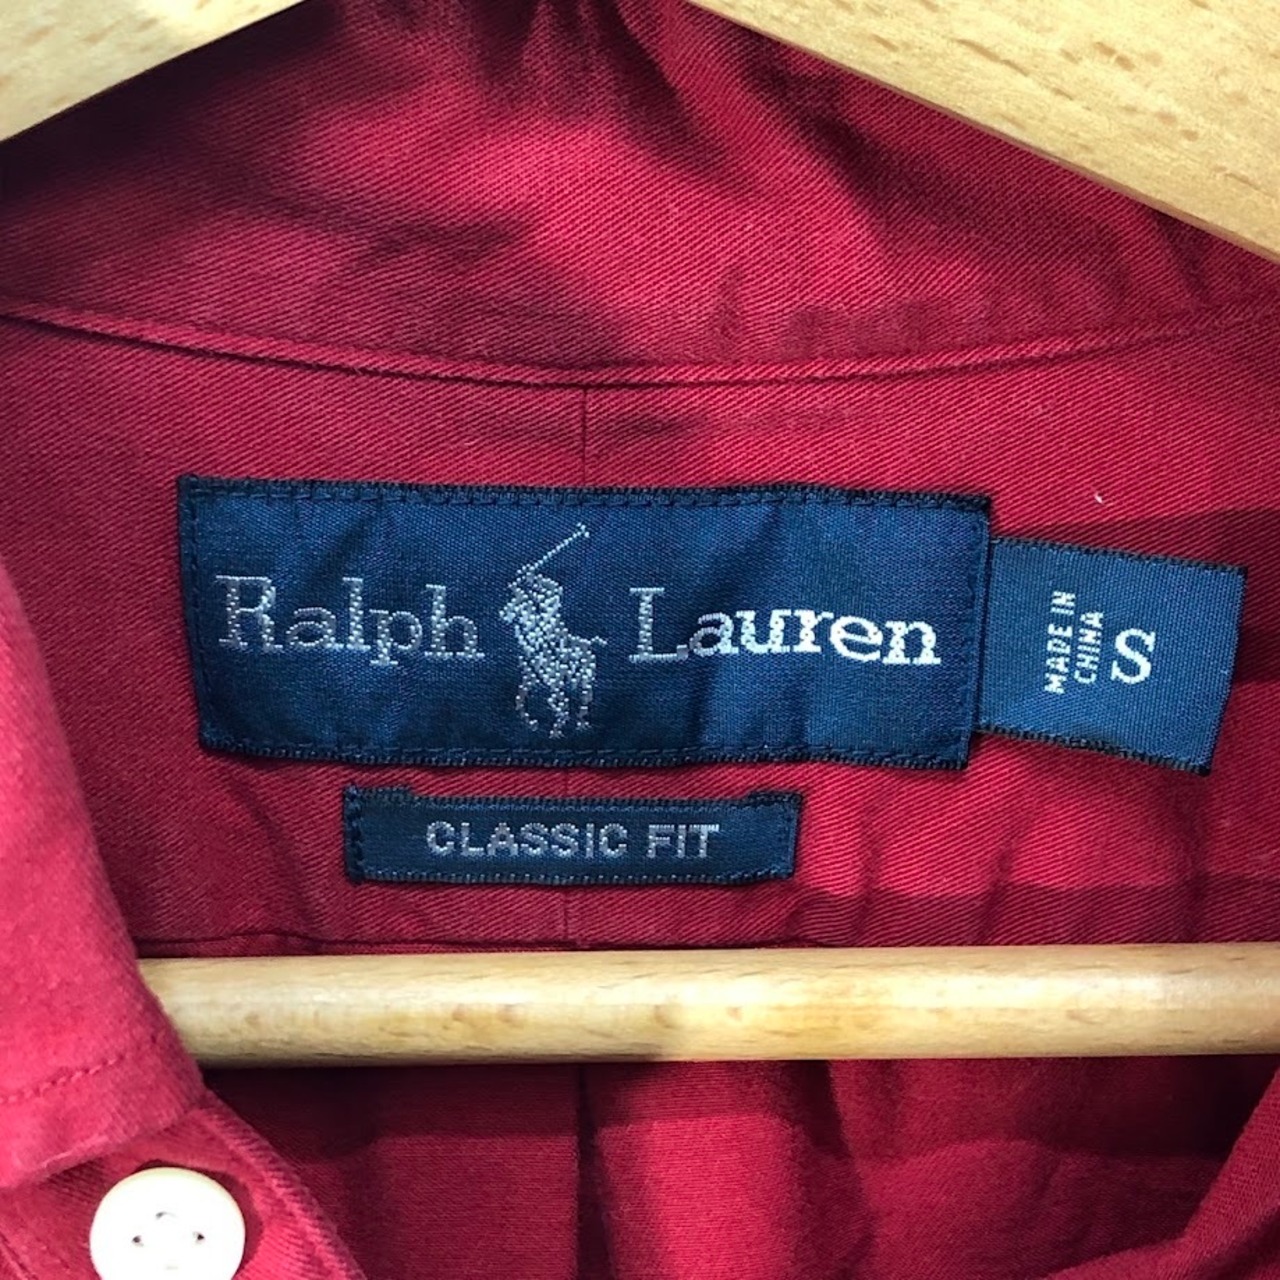 Ralph Lauren
MADE IN
CHINA
S
CLASSIC FIT